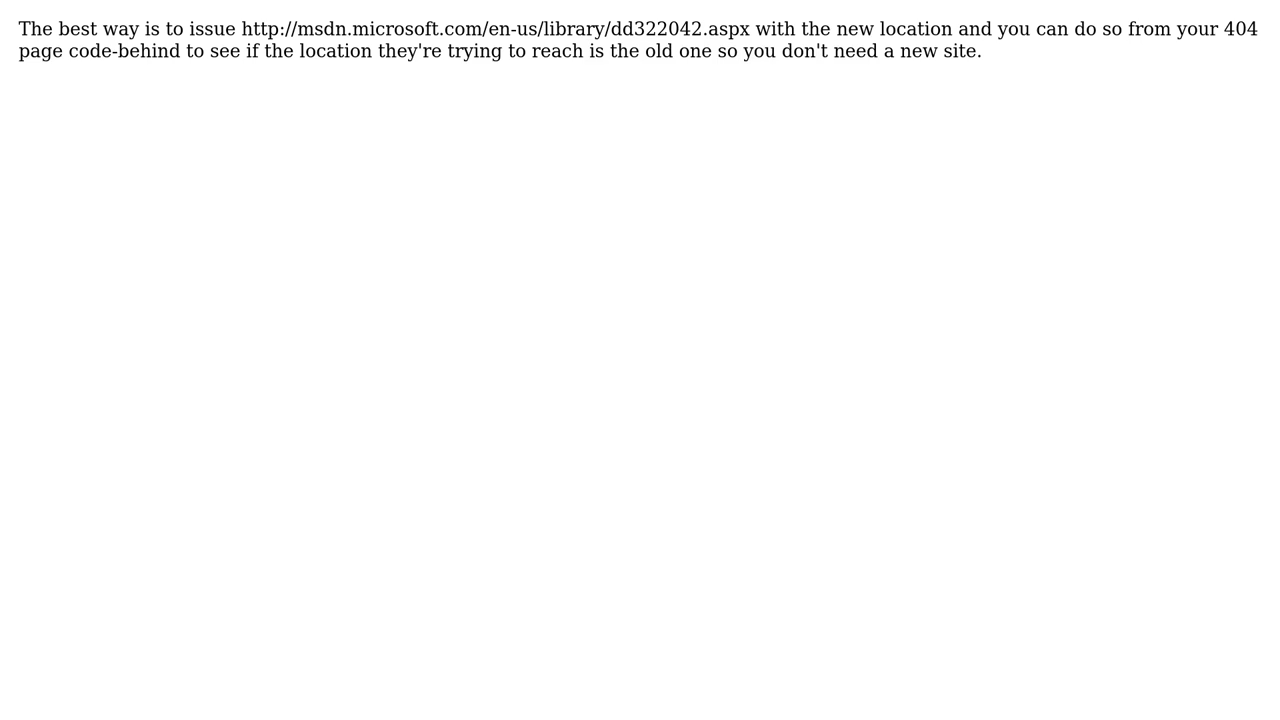 The best way is to issue http://msdn.microsoft.com/en-us/library/dd322042.aspx with the new location and you can do so from your 404
page code-behind to see if the location they're trying to reach is the old one so you don't need a new site.